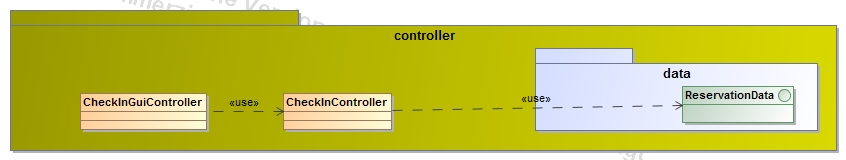 controller
data
CheckInGuiController
«use»
CheckInController
«use»
ReservationData